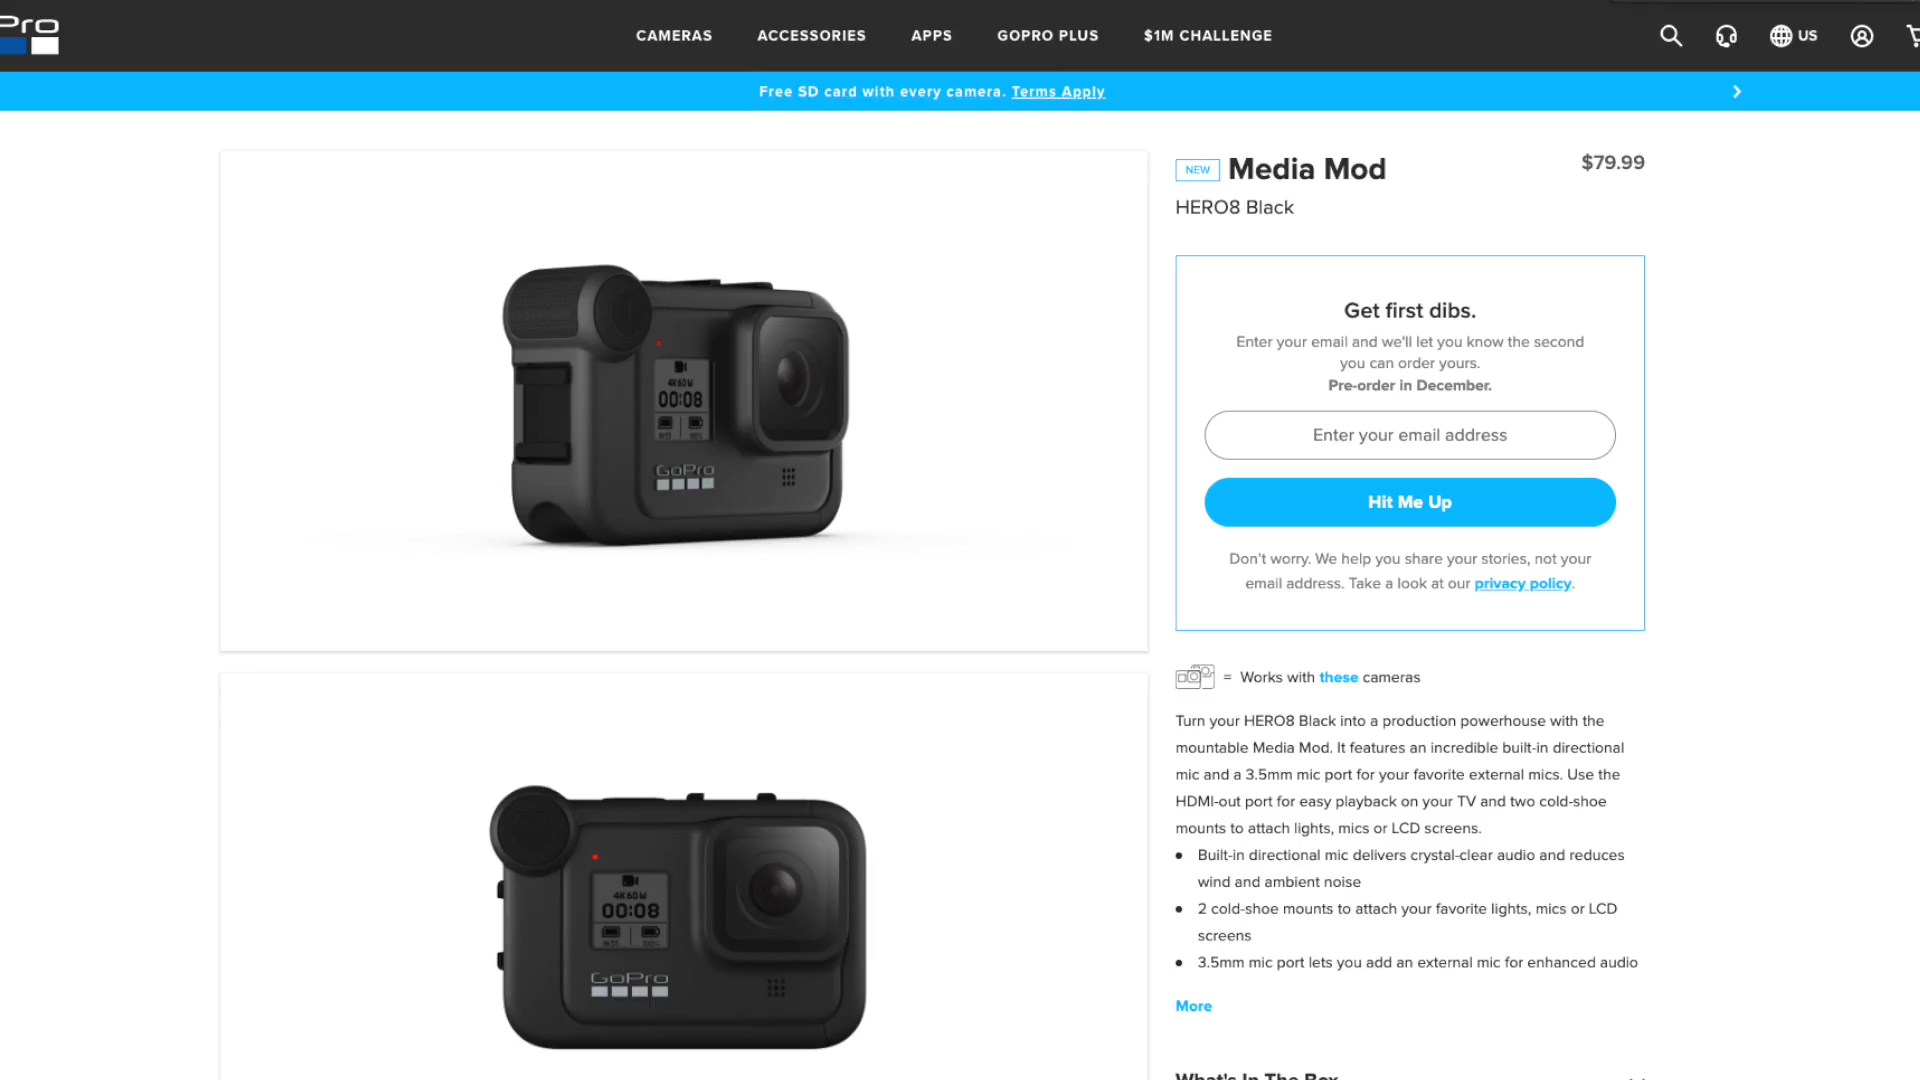 Pro
CAMERAS
ACCESSORIES
APPS
GOPRO PLUS
$1M CHALLENGE
US
Free SD card with every camera. Terms Apply
NEW Media Mod
$79.99
HERO8 Black
Get first dibs.
Enter your email and we'll let you know the second
you can order yours.
Pre-order in December.
Enter your email address
Hit Me Up
Don't worry. We help you share your stories, not your
email address. Take a look at our privacy policy.
= Works with these cameras
Turn your HERO8 Black into a production powerhouse with the
mountable Media Mod. It features an incredible built-in directional
mic and a 3.5mm mic port for your favorite external mics. Use the
HDMI-out port for easy playback on your TV and two cold-shoe
mounts to attach lights, mics or LCD screens.
Built-in directional mic delivers crystal-clear audio and reduces
wind and ambient noise
2 cold-shoe mounts to attach your favorite lights, mics or LCD
screens
3.5mm mic port lets you add an external mic for enhanced audio
More
What's In The Box
4K60W
00:08
GoPro
4K60W
00:08
GoPro